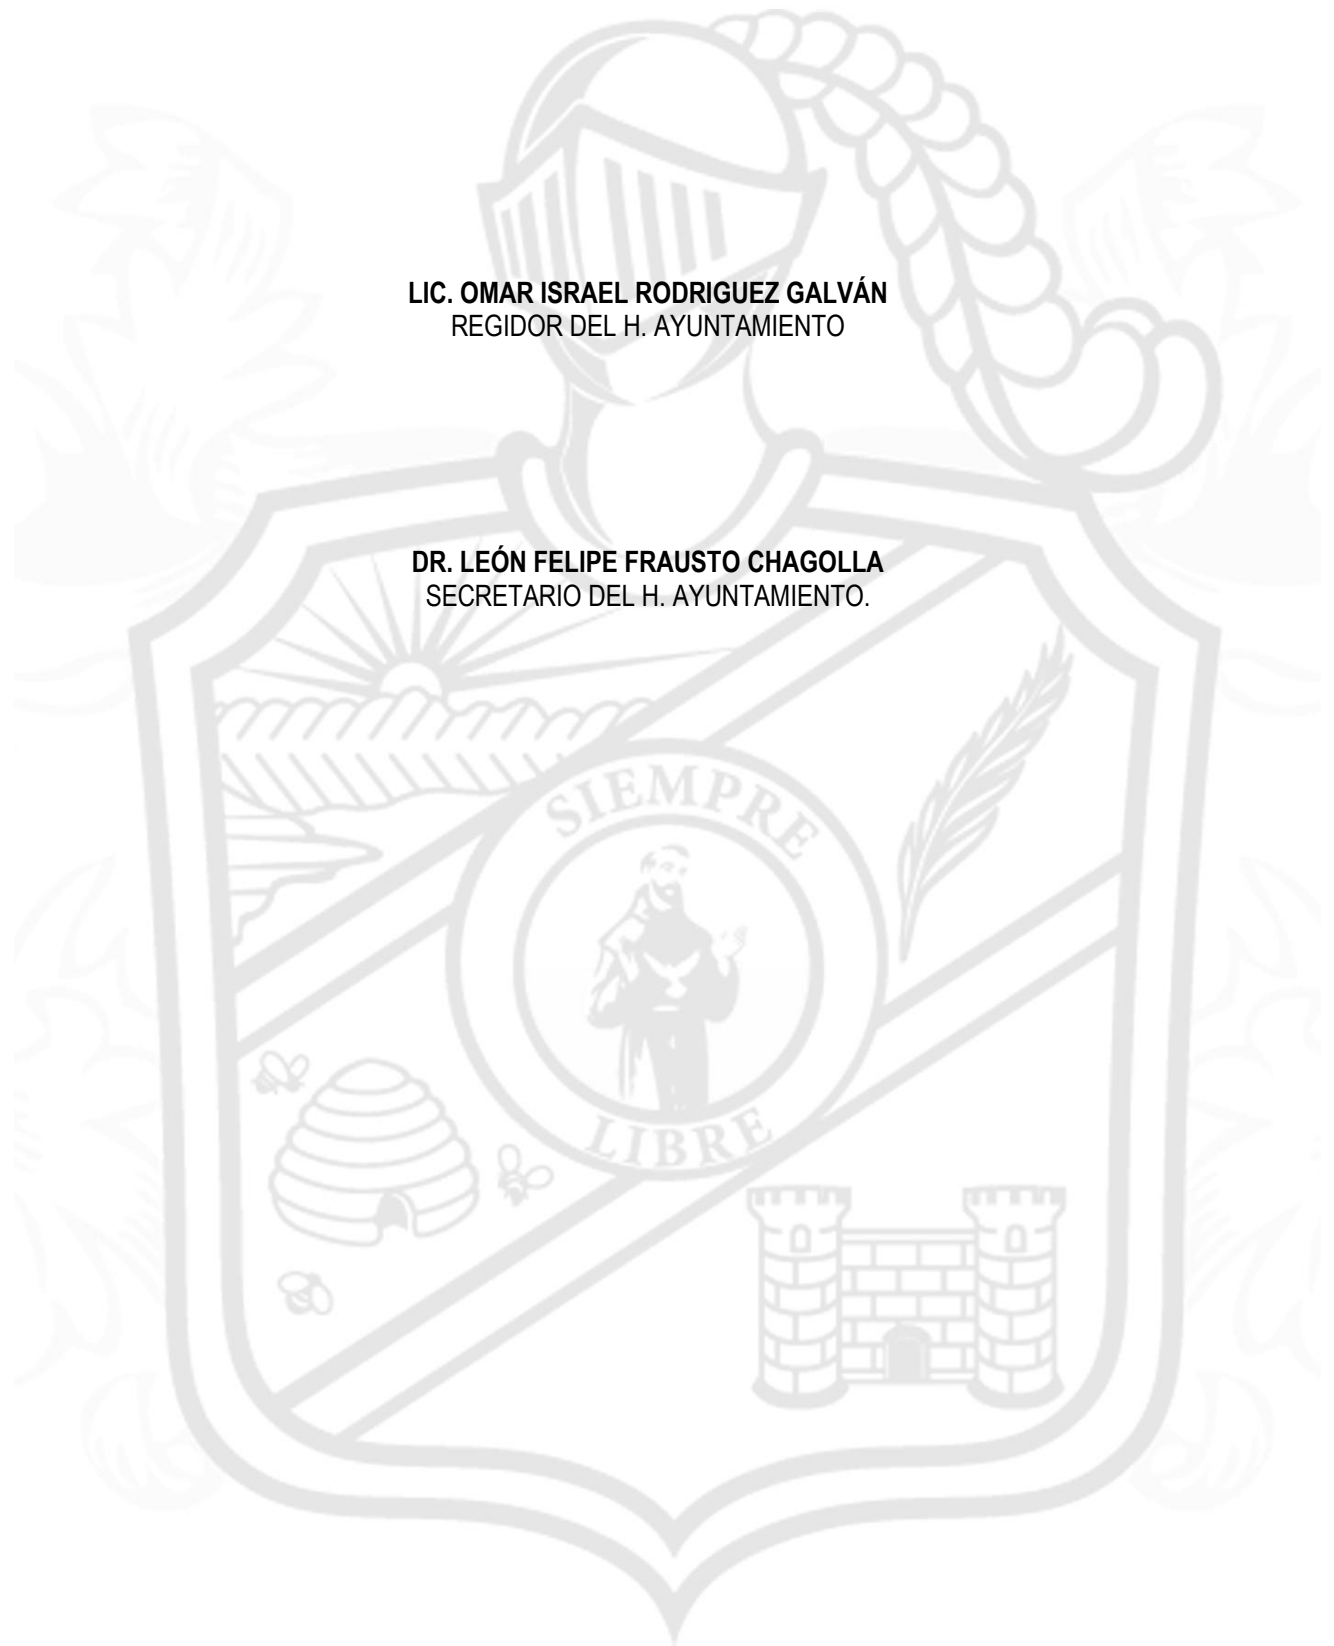 LIC. OMAR ISRAEL RODRIGUEZ GALVÁN
REGIDOR DEL H. AYUNTAMIENTO
DR. LEÓN FELIPE FRAUSTO CHAGOLLA
SECRETARIO DEL H. AYUNTAMIENTO.
SIEMPRE
LIBRE